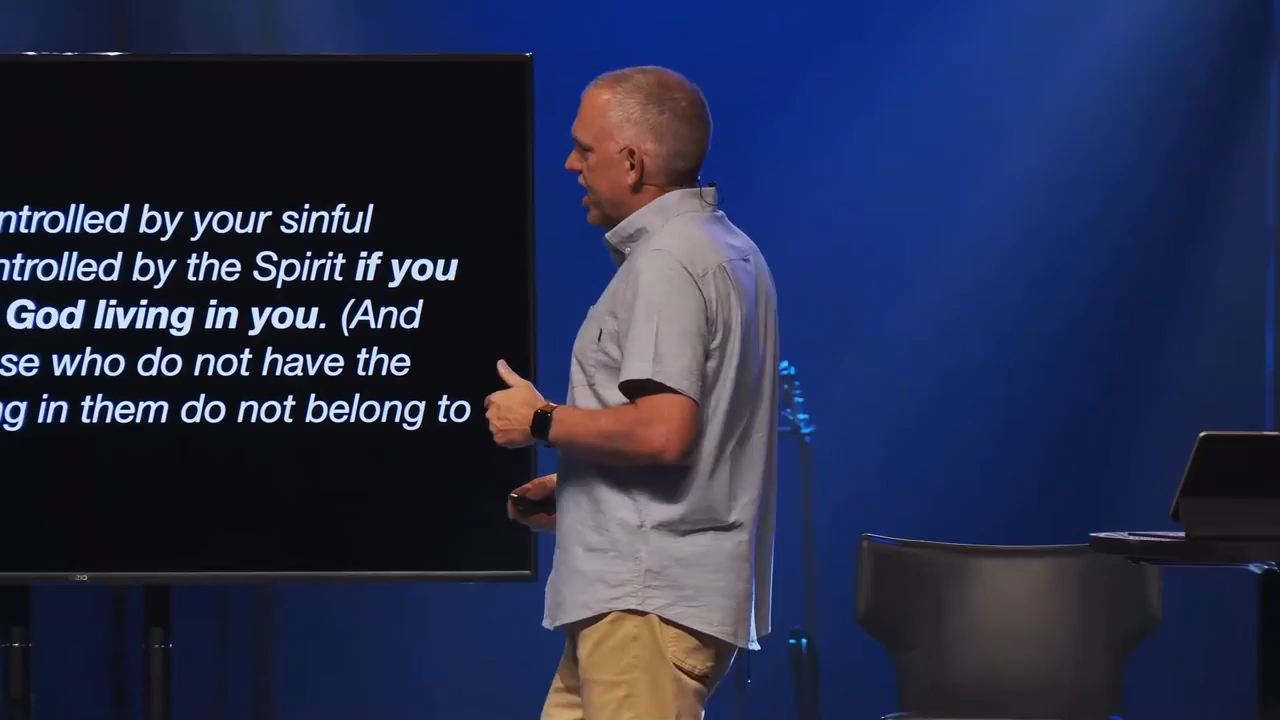 ntrolled by your sinful
ntrolled by the Spirit if you
God living in you. (And
se who do not have the
g in them do not belong to